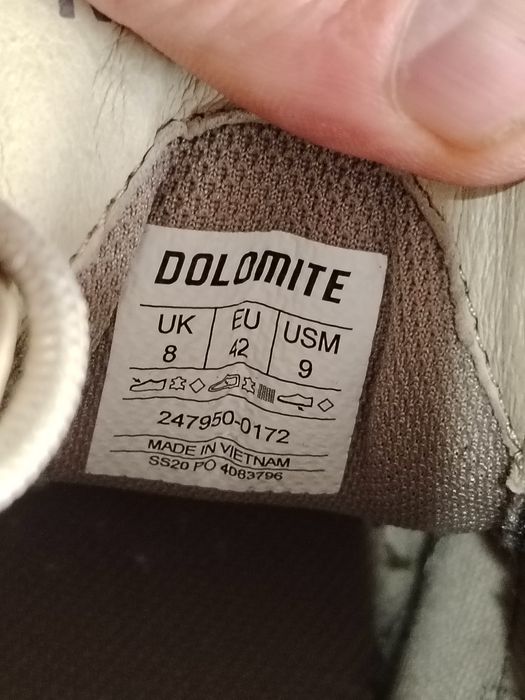 DOLOMITE
UK EU USM
8 42 9
247950-0172
MADE IN VIETNAM
SS20 PO 4083796